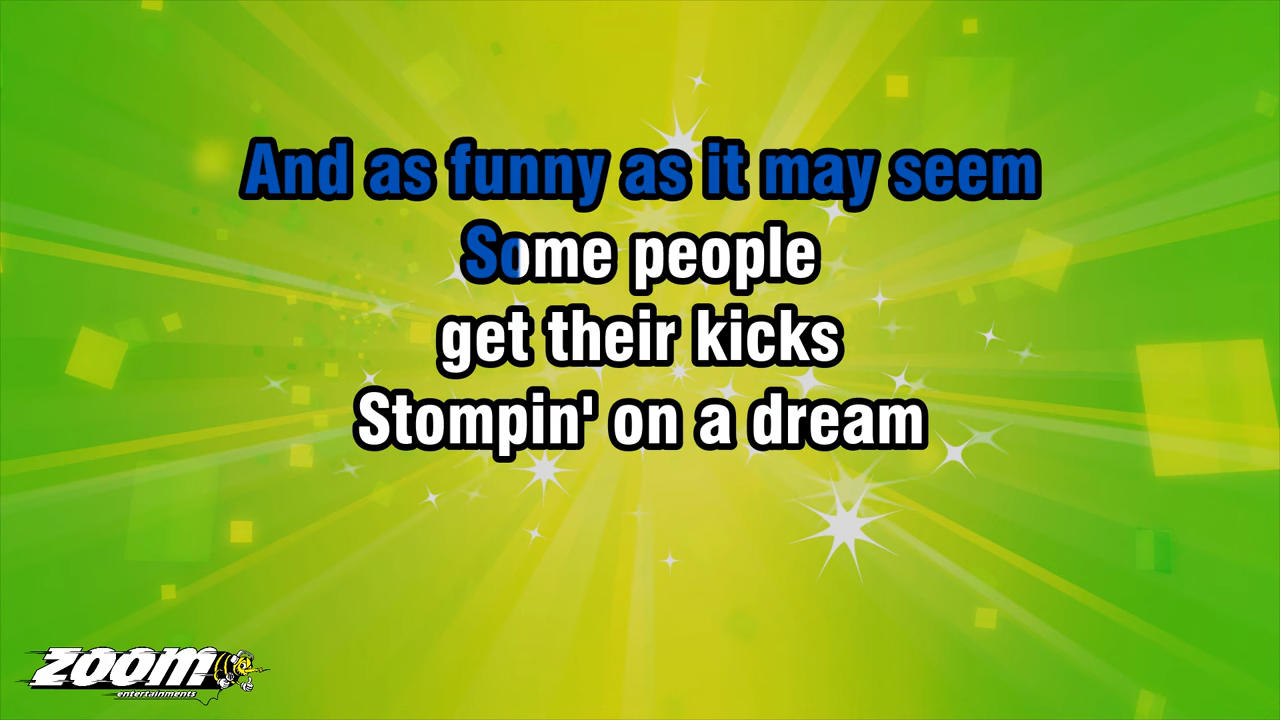 And as funny as it may seem
Some people
get their kicks
Stompin' on a dream
zoom
entertainments